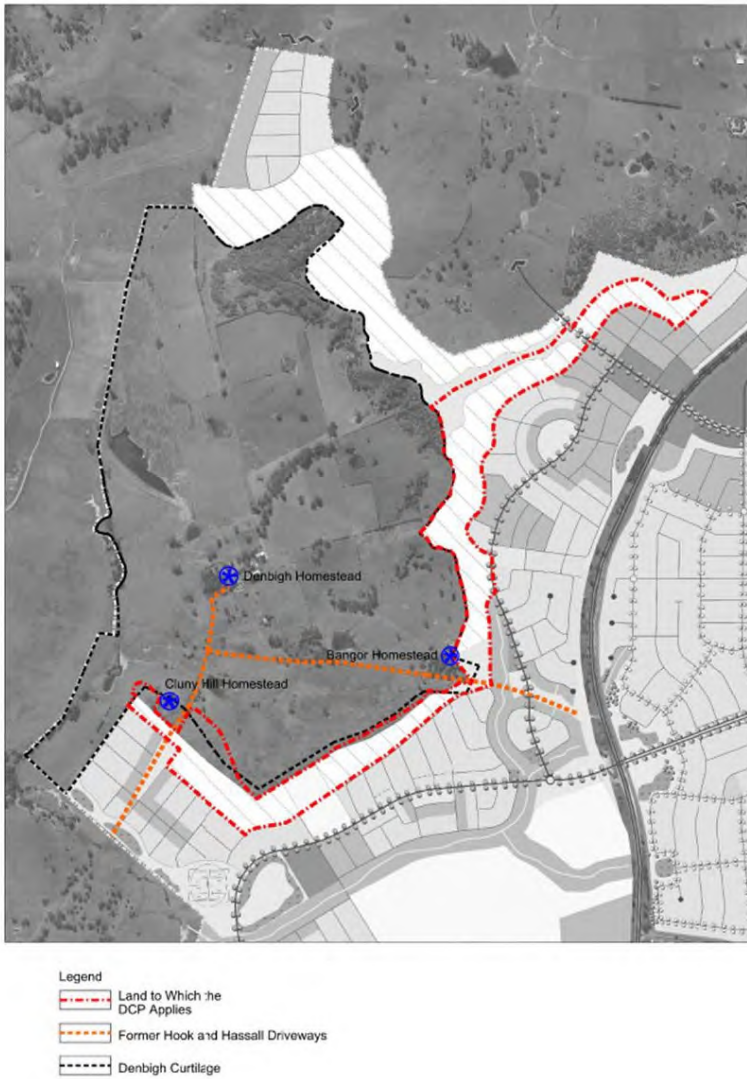 Denbigh Homestead
Bangor Homestead
Cluny Hill Homestead
Legend
Land to Which the
DCP Applies
Former Hook and Hassall Driveways
Denbigh Curtilage